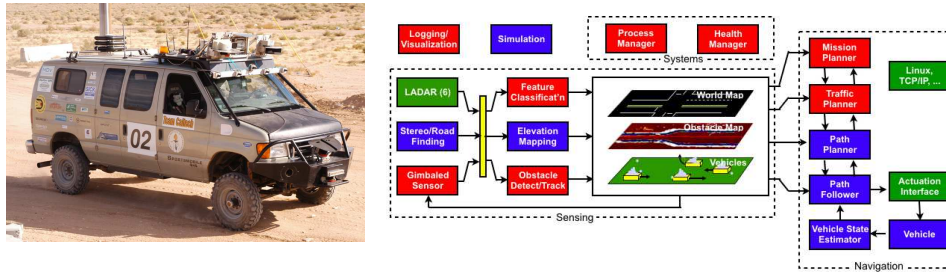 Team Caltech
02
Logging/
Visualization
Simulation
Process
Manager
Health
Manager
Systems
LADAR (6)
Feature
Classificat'n
World Map
Stereo/Road
Finding
Elevation
Mapping
Obstacle Map
Gimbaled
Sensor
Obstacle
Detect/Track
Vehicles
Sensing
Mission
Planner
Linux,
TCP/IP, ...
Traffic
Planner
Path
Planner
Path
Follower
Actuation
Interface
Vehicle State
Estimator
Vehicle
Navigation